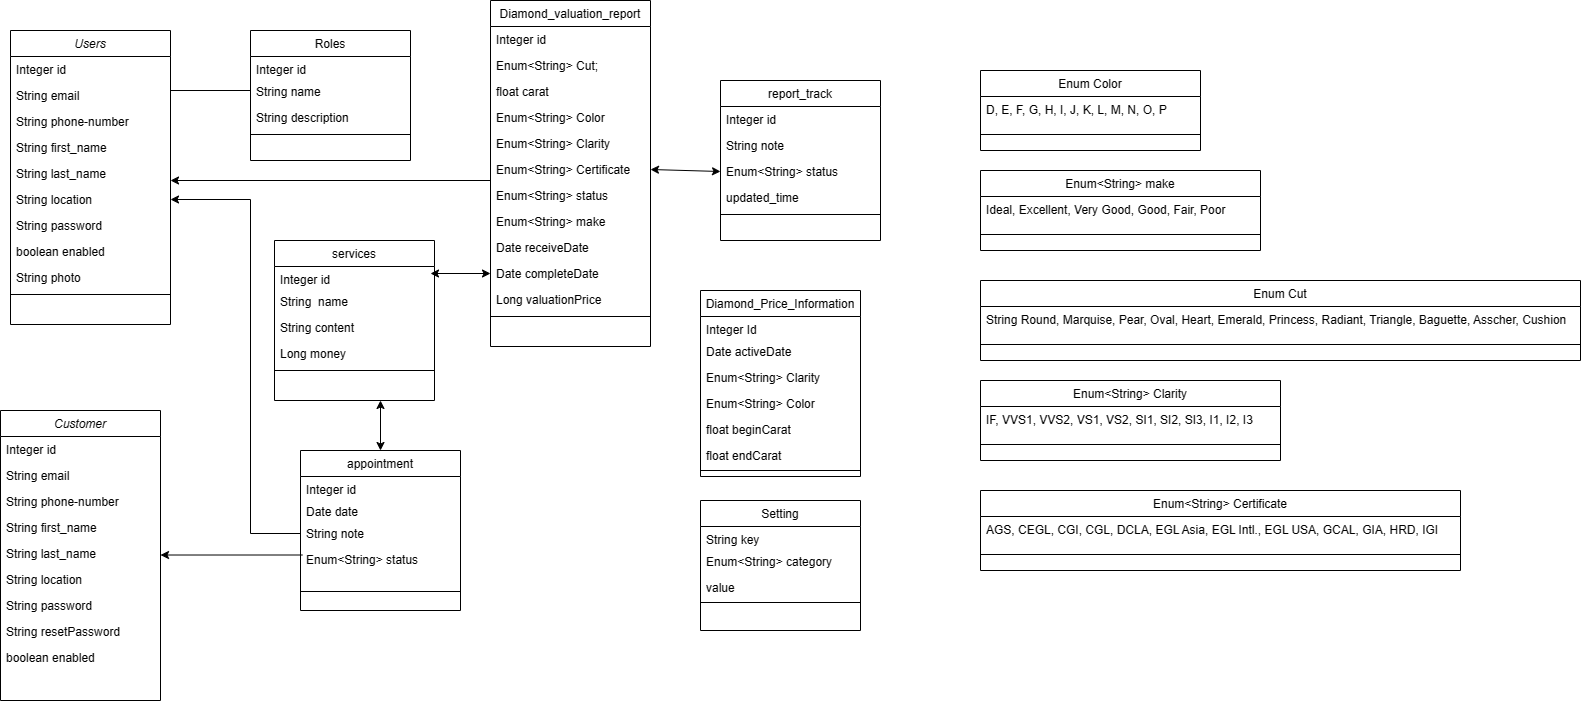 Users
Integer id
String email
String phone-number
String first_name
String last_name
String location
String password
boolean enabled
String photo
Roles
Integer id
String name
String description
Diamond_valuation_report
Integer id
Enum<String> Cut;
float carat
Enum<String> Color
Enum<String> Clarity
Enum<String> Certificate
Enum<String> status
Enum<String> make
Date receiveDate
Date completeDate
Long valuationPrice
report_track
Integer id
String note
Enum<String> status
updated_time
services
Integer id
String name
String content
Long money
Customer
Integer id
String email
String phone-number
String first_name
String last_name
String location
String password
String resetPassword
boolean enabled
appointment
Integer id
Date date
String note
Enum<String> status
Diamond_Price_Information
Integer Id
Date activeDate
Enum<String> Clarity
Enum<String> Color
float beginCarat
float endCarat
Setting
String key
Enum<String> category
value
Enum Color
D, E, F, G, H, I, J, K, L, M, N, O, P
Enum<String> make
Ideal, Excellent, Very Good, Good, Fair, Poor
Enum Cut
String Round, Marquise, Pear, Oval, Heart, Emerald, Princess, Radiant, Triangle, Baguette, Asscher, Cushion
Enum<String> Clarity
IF, VVS1, VVS2, VS1, VS2, SI1, SI2, SI3, I1, I2, I3
Enum<String> Certificate
AGS, CEGL, CGI, CGL, DCLA, EGL Asia, EGL Intl., EGL USA, GCAL, GIA, HRD, IGI